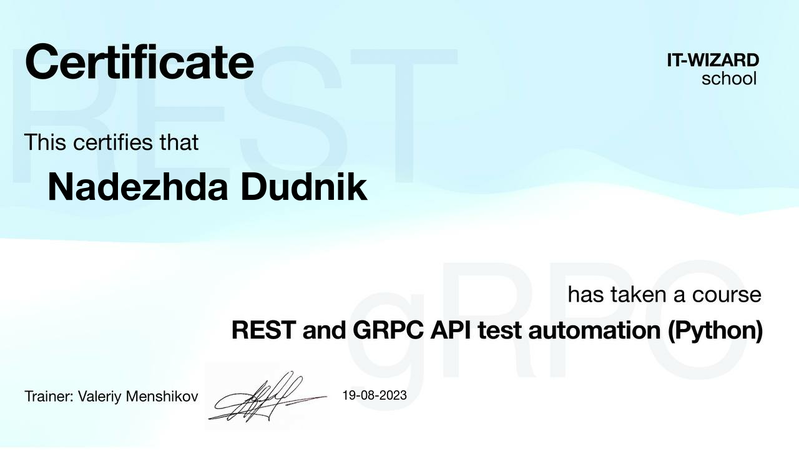 Certificate
IT-WIZARD
school
REST
This certifies that
Nadezhda Dudnik
gRPC
has taken a course
REST and GRPC API test automation (Python)
Trainer: Valeriy Menshikov
19-08-2023